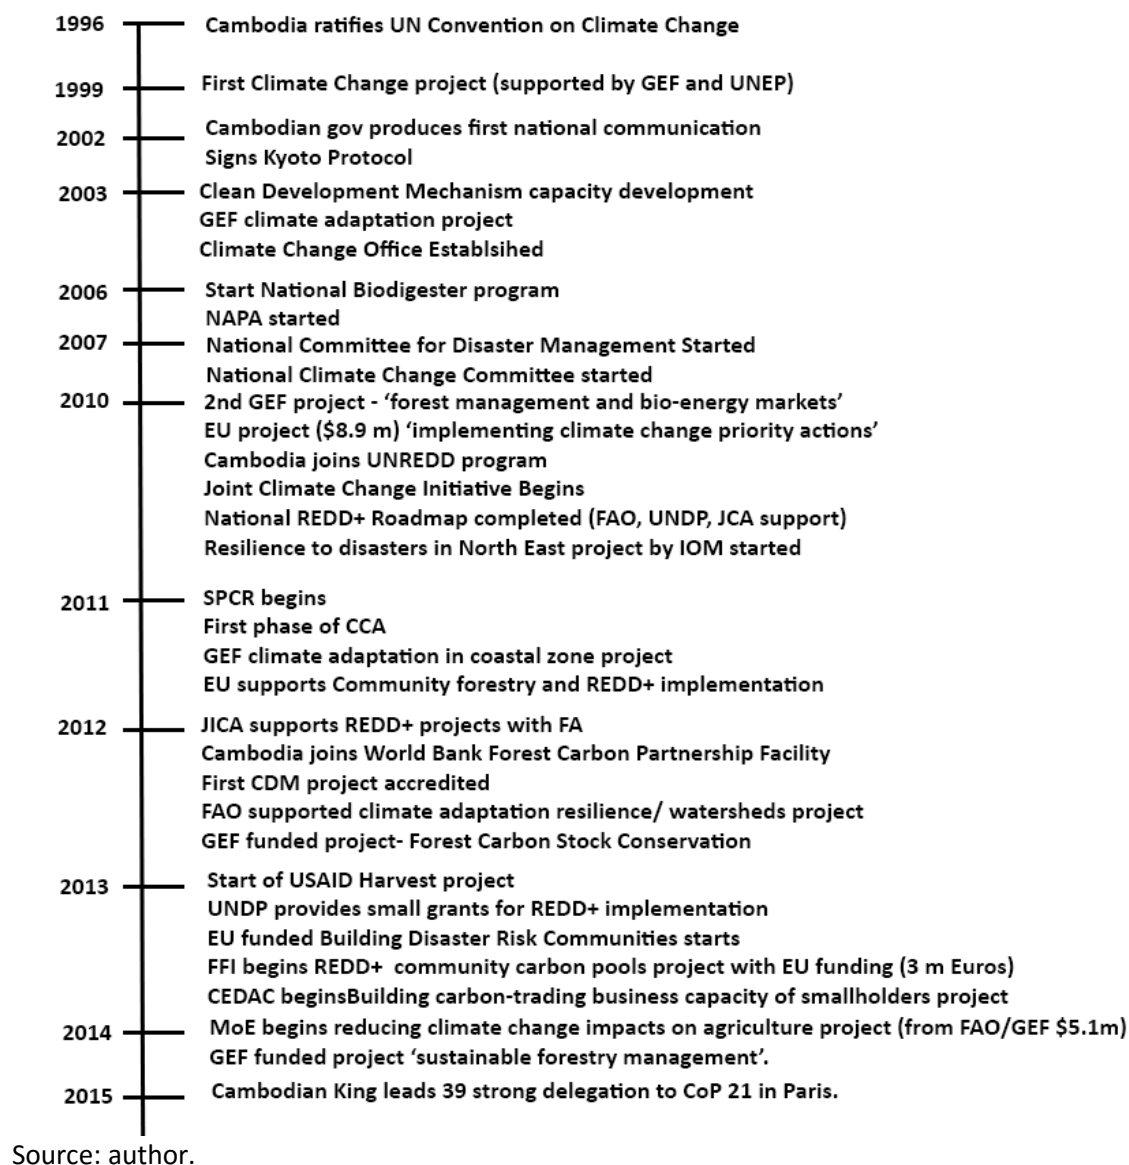 1996 Cambodia ratifies UN Convention on Climate Change
1999 First Climate Change project (supported by GEF and UNEP)
2002 Cambodian gov produces first national communication
Signs Kyoto Protocol
2003 Clean Development Mechanism capacity development
GEF climate adaptation project
Climate Change Office Establsihed
2006 Start National Biodigester program
NAPA started
2007 National Committee for Disaster Management Started
National Climate Change Committee started
2010 2nd GEF project - ‘forest management and bio-energy markets’
EU project ($8.9 m) ‘implementing climate change priority actions’
Cambodia joins UNREDD program
Joint Climate Change Initiative Begins
National REDD+ Roadmap completed (FAO, UNDP, JCA support)
Resilience to disasters in North East project by IOM started
2011 SPCR begins
First phase of CCA
GEF climate adaptation in coastal zone project
EU supports Community forestry and REDD+ implementation
2012 JICA supports REDD+ projects with FA
Cambodia joins World Bank Forest Carbon Partnership Facility
First CDM project accredited
FAO supported climate adaptation resilience/ watersheds project
GEF funded project- Forest Carbon Stock Conservation
2013 Start of USAID Harvest project
UNDP provides small grants for REDD+ implementation
EU funded Building Disaster Risk Communities starts
FFI begins REDD+ community carbon pools project with EU funding (3 m Euros)
CEDAC beginsBuilding carbon-trading business capacity of smallholders project
2014 MoE begins reducing climate change impacts on agriculture project (from FAO/GEF $5.1m)
GEF funded project ‘sustainable forestry management’.
2015 Cambodian King leads 39 strong delegation to CoP 21 in Paris.
Source: author.